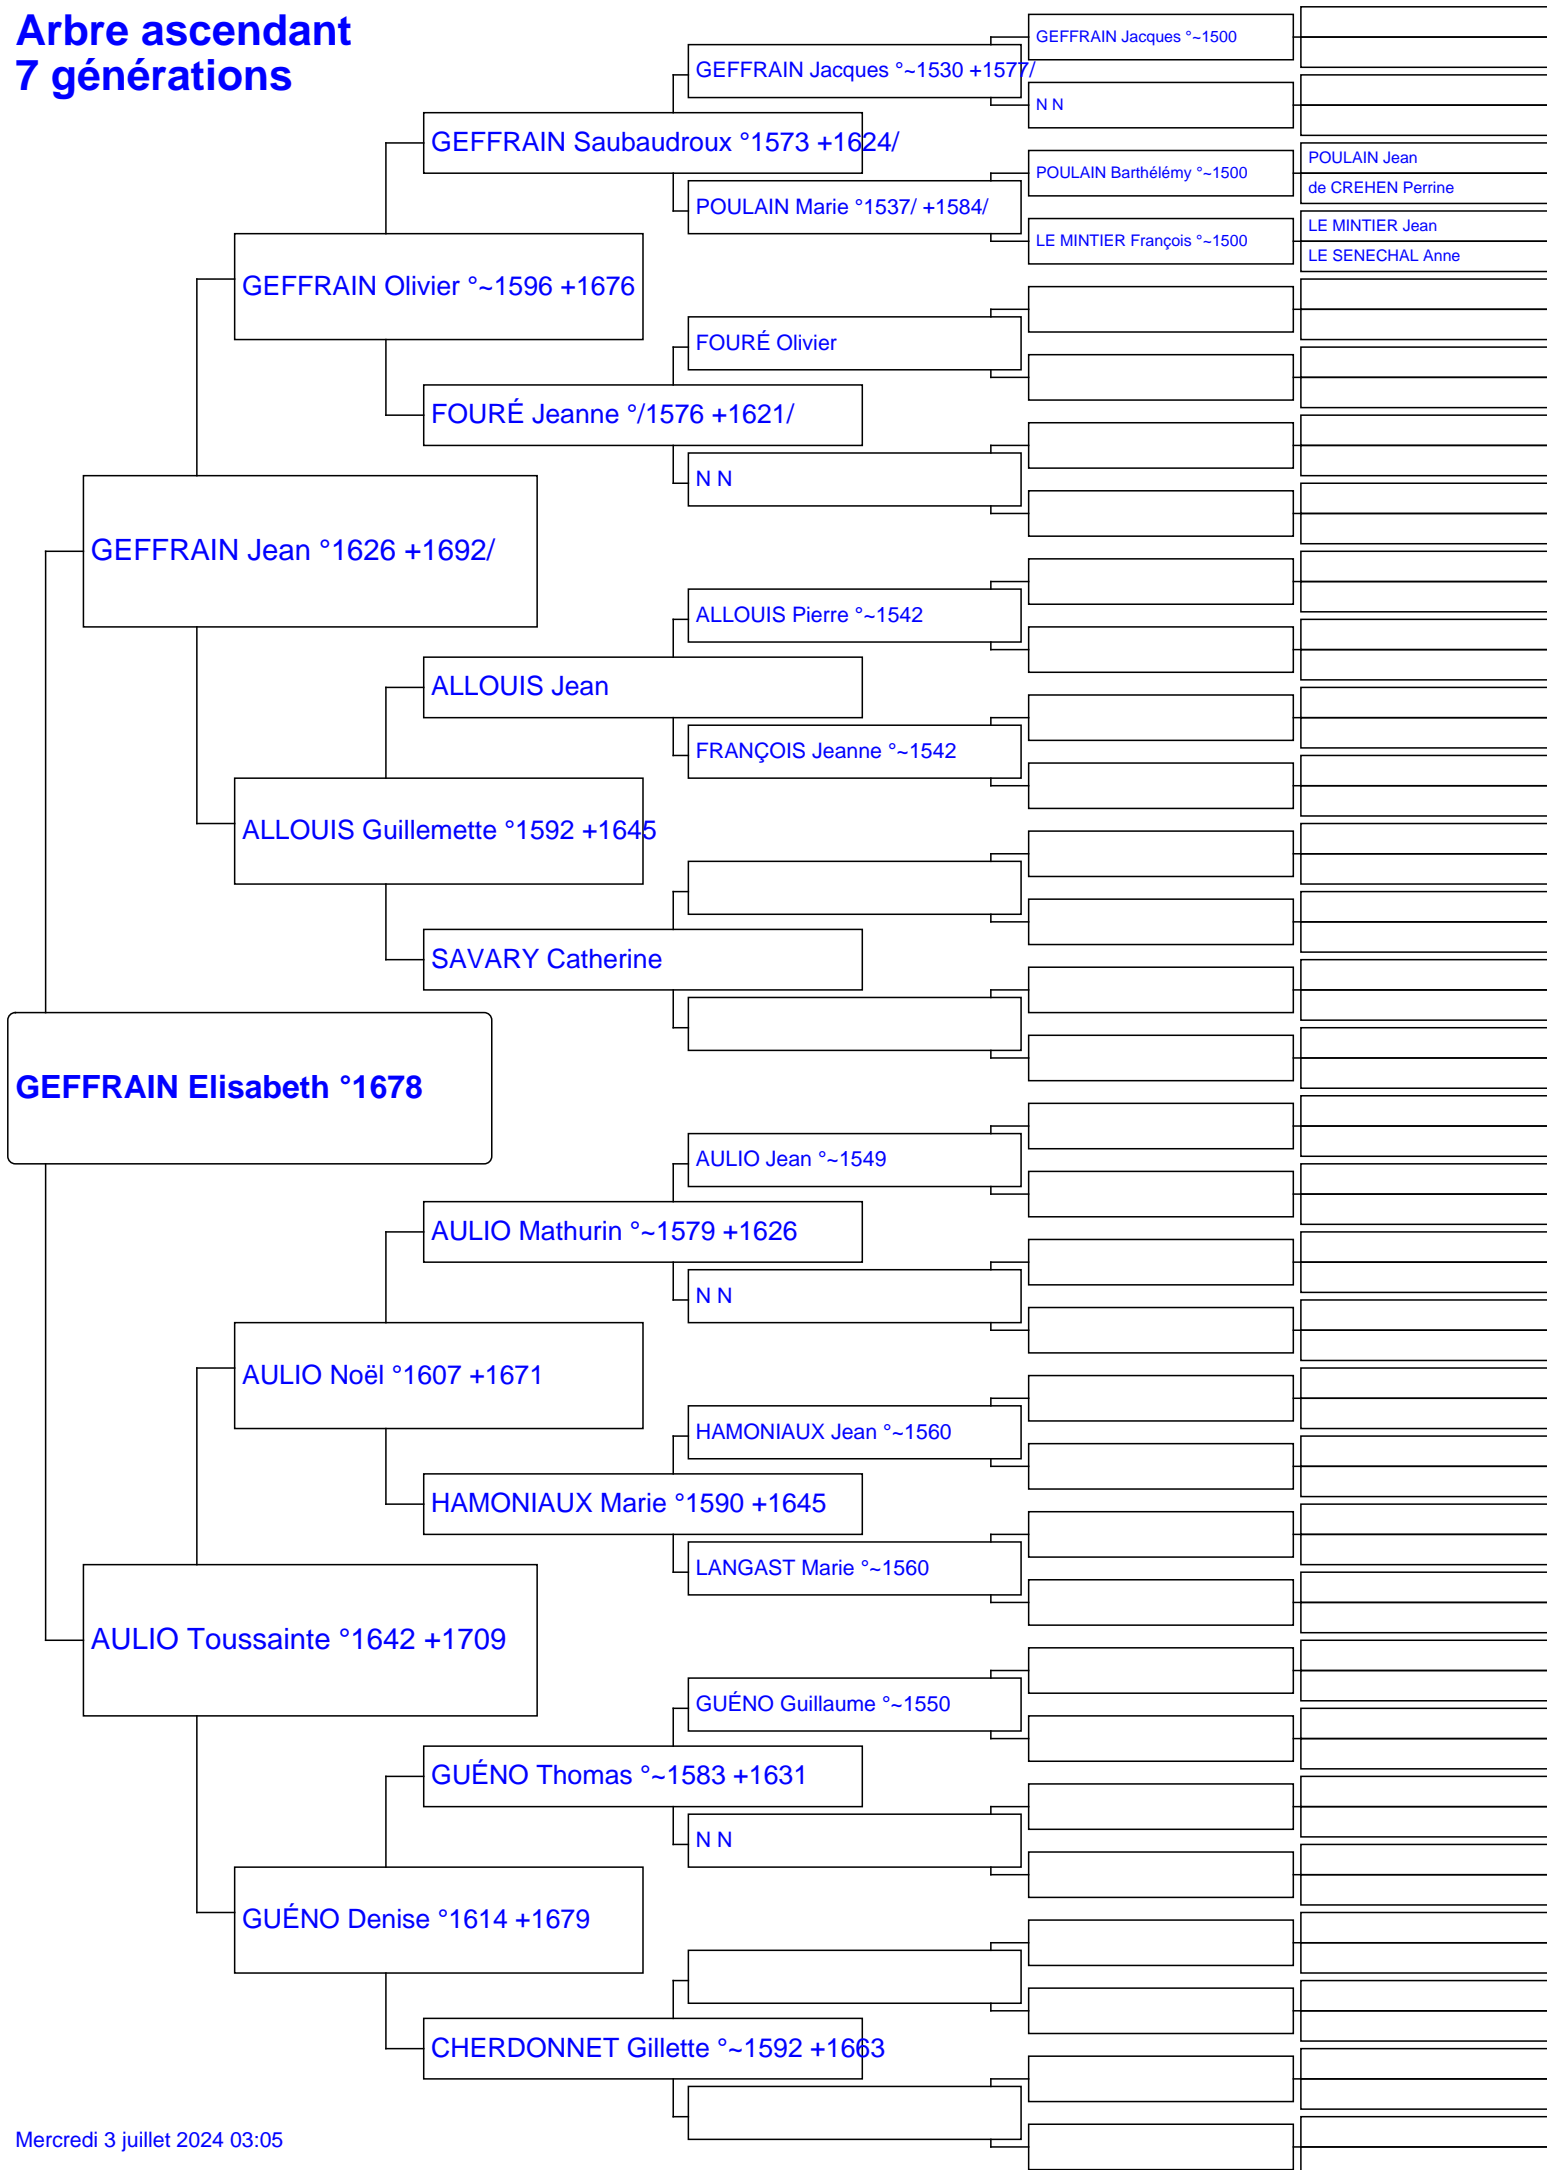 Arbre ascendant
7 générations
GEFFRAIN Jacques °~1500
GEFFRAIN Jacques °~1530 +1577/
N N
GEFFRAIN Saubaudroux °1573 +1624/
POULAIN Jean
POULAIN Barthélémy °~1500
de CREHEN Perrine
POULAIN Marie °1537/ +1584/
LE MINTIER Jean
LE MINTIER François °~1500
LE SENECHAL Anne
GEFFRAIN Olivier °~1596 +1676
FOURÉ Olivier
FOURÉ Jeanne °/1576 +1621/
N N
GEFFRAIN Jean °1626 +1692/
ALLOUIS Pierre °~1542
ALLOUIS Jean
FRANÇOIS Jeanne °~1542
ALLOUIS Guillemette °1592 +1645
SAVARY Catherine
GEFFRAIN Elisabeth °1678
AULIO Jean °~1549
AULIO Mathurin °~1579 +1626
N N
AULIO Noël °1607 +1671
HAMONIAUX Jean °~1560
HAMONIAUX Marie °1590 +1645
LANGAST Marie °~1560
AULIO Toussainte °1642 +1709
GUÉNO Guillaume °~1550
GUÉNO Thomas °~1583 +1631
N N
GUÉNO Denise °1614 +1679
CHERDONNET Gillette °~1592 +1663
Mercredi 3 juillet 2024 03:05